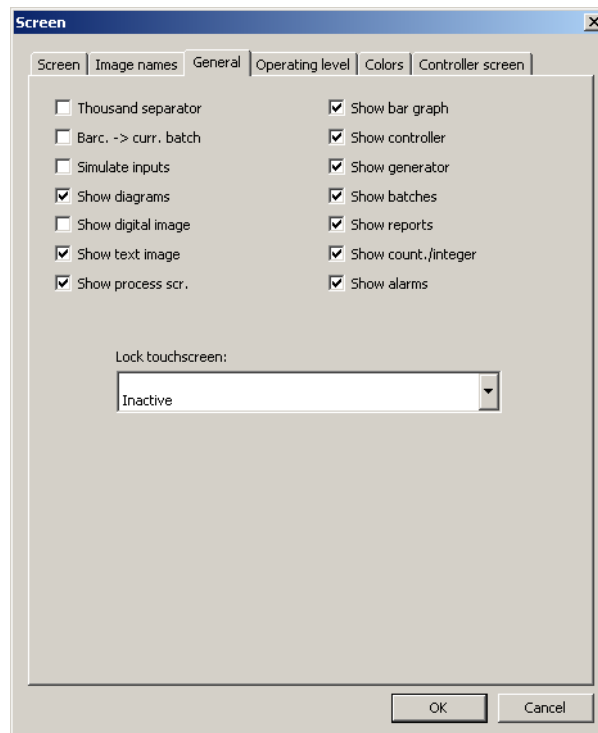 Screen
Screen Image names General Operating level Colors Controller screen
Thousand separator Show bar graph
Barc. -> curr. batch Show controller
Simulate inputs Show generator
Show diagrams Show batches
Show digital image Show reports
Show text image Show count./integer
Show process scr. Show alarms
Lock touchscreen:
Inactive
OK Cancel